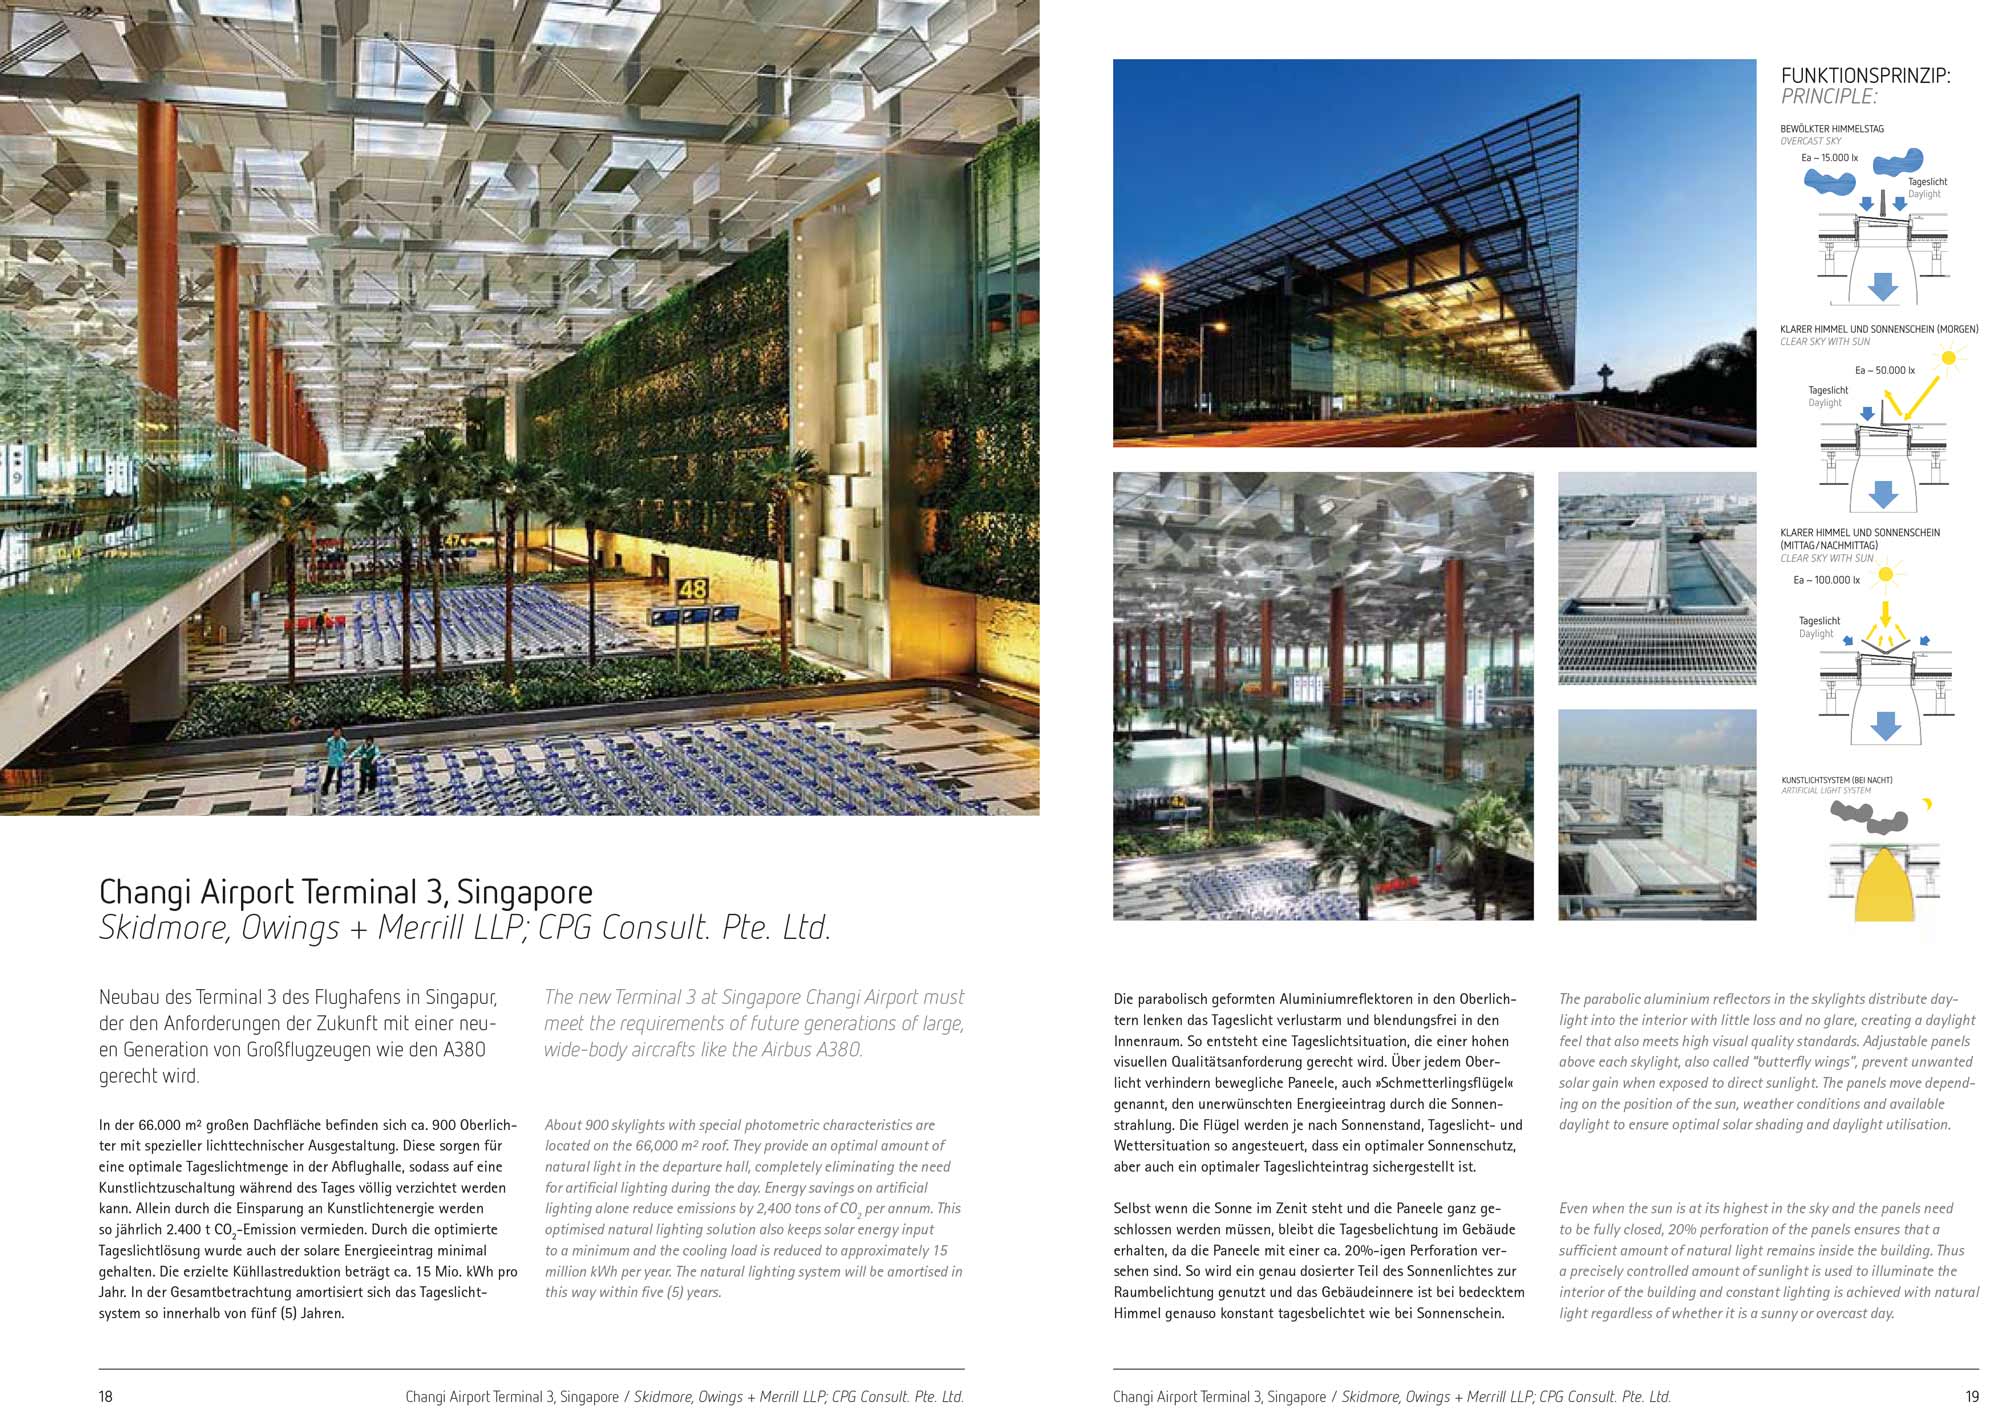 9
47
48
Changi Airport Terminal 3, Singapore
Skidmore, Owings + Merrill LLP; CPG Consult. Pte. Ltd.
Neubau des Terminal 3 des Flughafens in Singapur,
der den Anforderungen der Zukunft mit einer neu-
en Generation von Großflugzeugen wie den A380
gerecht wird.
The new Terminal 3 at Singapore Changi Airport must
meet the requirements of future generations of large,
wide-body aircrafts like the Airbus A380.
In der 66.000 m² großen Dachfläche befinden sich ca. 900 Oberlich-
ter mit spezieller lichttechnischer Ausgestaltung. Diese sorgen für
eine optimale Tageslichtmenge in der Abflughalle, sodass auf eine
Kunstlichtzuschaltung während des Tages völlig verzichtet werden
kann. Allein durch die Einsparung an Kunstlichtenergie werden
so jährlich 2.400 t CO₂-Emission vermieden. Durch die optimierte
Tageslichtlösung wurde auch der solare Energieeintrag minimal
gehalten. Die erzielte Kühllastreduktion beträgt ca. 15 Mio. kWh pro
Jahr. In der Gesamtbetrachtung amortisiert sich das Tageslicht-
system so innerhalb von fünf (5) Jahren.
About 900 skylights with special photometric characteristics are
located on the 66,000 m² roof. They provide an optimal amount of
natural light in the departure hall, completely eliminating the need
for artificial lighting during the day. Energy savings on artificial
lighting alone reduce emissions by 2,400 tons of CO₂ per annum. This
optimised natural lighting solution also keeps solar energy input
to a minimum and the cooling load is reduced to approximately 15
million kWh per year. The natural lighting system will be amortised in
this way within five (5) years.
18
Changi Airport Terminal 3, Singapore / Skidmore, Owings + Merrill LLP; CPG Consult. Pte. Ltd.
FUNKTIONSPRINZIP:
PRINCIPLE:
BEWÖLKTER HIMMELSTAG
OVERCAST SKY
Ea ~ 15.000 lx
Tageslicht
Daylight
KLARER HIMMEL UND SONNENSCHEIN (MORGEN)
CLEAR SKY WITH SUN
Ea ~ 50.000 lx
Tageslicht
Daylight
KLARER HIMMEL UND SONNENSCHEIN
(MITTAG/NACHMITTAG)
CLEAR SKY WITH SUN
Ea ~ 100.000 lx
Tageslicht
Daylight
KUNSTLICHTSYSTEM (BEI NACHT)
ARTIFICIAL LIGHT SYSTEM
Die parabolisch geformten Aluminiumreflektoren in den Oberlich-
tern lenken das Tageslicht verlustarm und blendungsfrei in den
Innenraum. So entsteht eine Tageslichtsituation, die einer hohen
visuellen Qualitätsanforderung gerecht wird. Über jedem Ober-
licht verhindern bewegliche Paneele, auch »Schmetterlingsflügel«
genannt, den unerwünschten Energieeintrag durch die Sonnen-
strahlung. Die Flügel werden je nach Sonnenstand, Tageslicht- und
Wettersituation so angesteuert, dass ein optimaler Sonnenschutz,
aber auch ein optimaler Tageslichteintrag sichergestellt ist.
Selbst wenn die Sonne im Zenit steht und die Paneele ganz ge-
schlossen werden müssen, bleibt die Tagesbelichtung im Gebäude
erhalten, da die Paneele mit einer ca. 20%-igen Perforation ver-
sehen sind. So wird ein genau dosierter Teil des Sonnenlichtes zur
Raumbelichtung genutzt und das Gebäudeinnere ist bei bedecktem
Himmel genauso konstant tagesbelichtet wie bei Sonnenschein.
The parabolic aluminium reflectors in the skylights distribute day-
light into the interior with little loss and no glare, creating a daylight
feel that also meets high visual quality standards. Adjustable panels
above each skylight, also called "butterfly wings", prevent unwanted
solar gain when exposed to direct sunlight. The panels move depend-
ing on the position of the sun, weather conditions and available
daylight to ensure optimal solar shading and daylight utilisation.
Even when the sun is at its highest in the sky and the panels need
to be fully closed, 20% perforation of the panels ensures that a
sufficient amount of natural light remains inside the building. Thus
a precisely controlled amount of sunlight is used to illuminate the
interior of the building and constant lighting is achieved with natural
light regardless of whether it is a sunny or overcast day.
Changi Airport Terminal 3, Singapore / Skidmore, Owings + Merrill LLP; CPG Consult. Pte. Ltd.
19